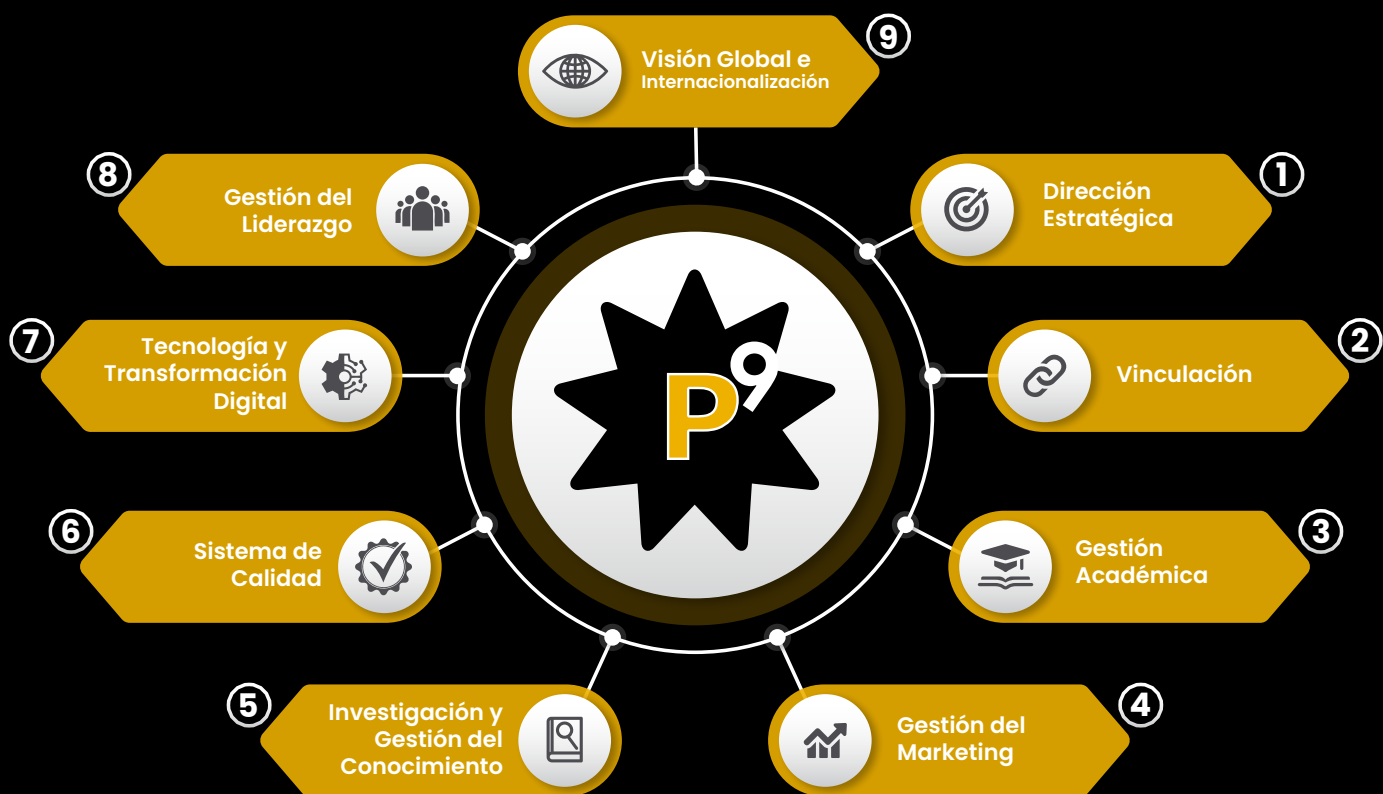 9
Visión Global e
Internacionalización
1
Dirección
Estratégica
2
Vinculación
3
Gestión
Académica
4
Gestión del
Marketing
5
Investigación y
Gestión del
Conocimiento
6
Sistema de
Calidad
7
Tecnología y
Transformación
Digital
8
Gestión del
Liderazgo
P9